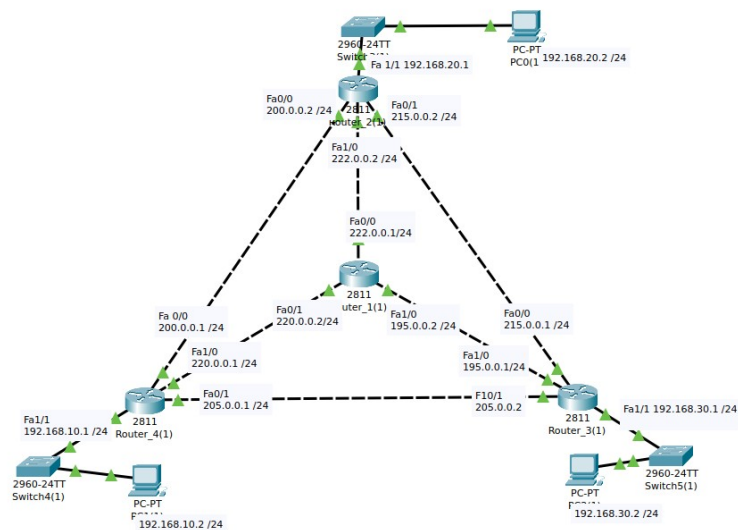 2960-24TT
PC-PT
PC0(1
192.168.20.2 /24
Fa 1/1 192.168.20.1
Fa0/0
200.0.0.2 /24
2811
Fa0/1
215.0.0.2 /24
Fa1/0
222.0.0.2 /24
Fa0/0
222.0.0.1/24
2811
uter_1(1)
Fa0/1
220.0.0.2/24
Fa1/0
195.0.0.2 /24
Fa 0/0
200.0.0.1 /24
Fa0/0
215.0.0.1 /24
Fa1/0
220.0.0.1 /24
Fa1/0
195.0.0.1/24
Fa0/1
205.0.0.1 /24
F10/1
205.0.0.2
2811
Router_4(1)
2811
Router_3(1)
Fa1/1
192.168.10.1 /24
Fa1/1 192.168.30.1 /24
2960-24TT
Switch4(1)
PC-PT
192.168.10.2 /24
PC-PT
192.168.30.2 /24
2960-24TT
Switch5(1)